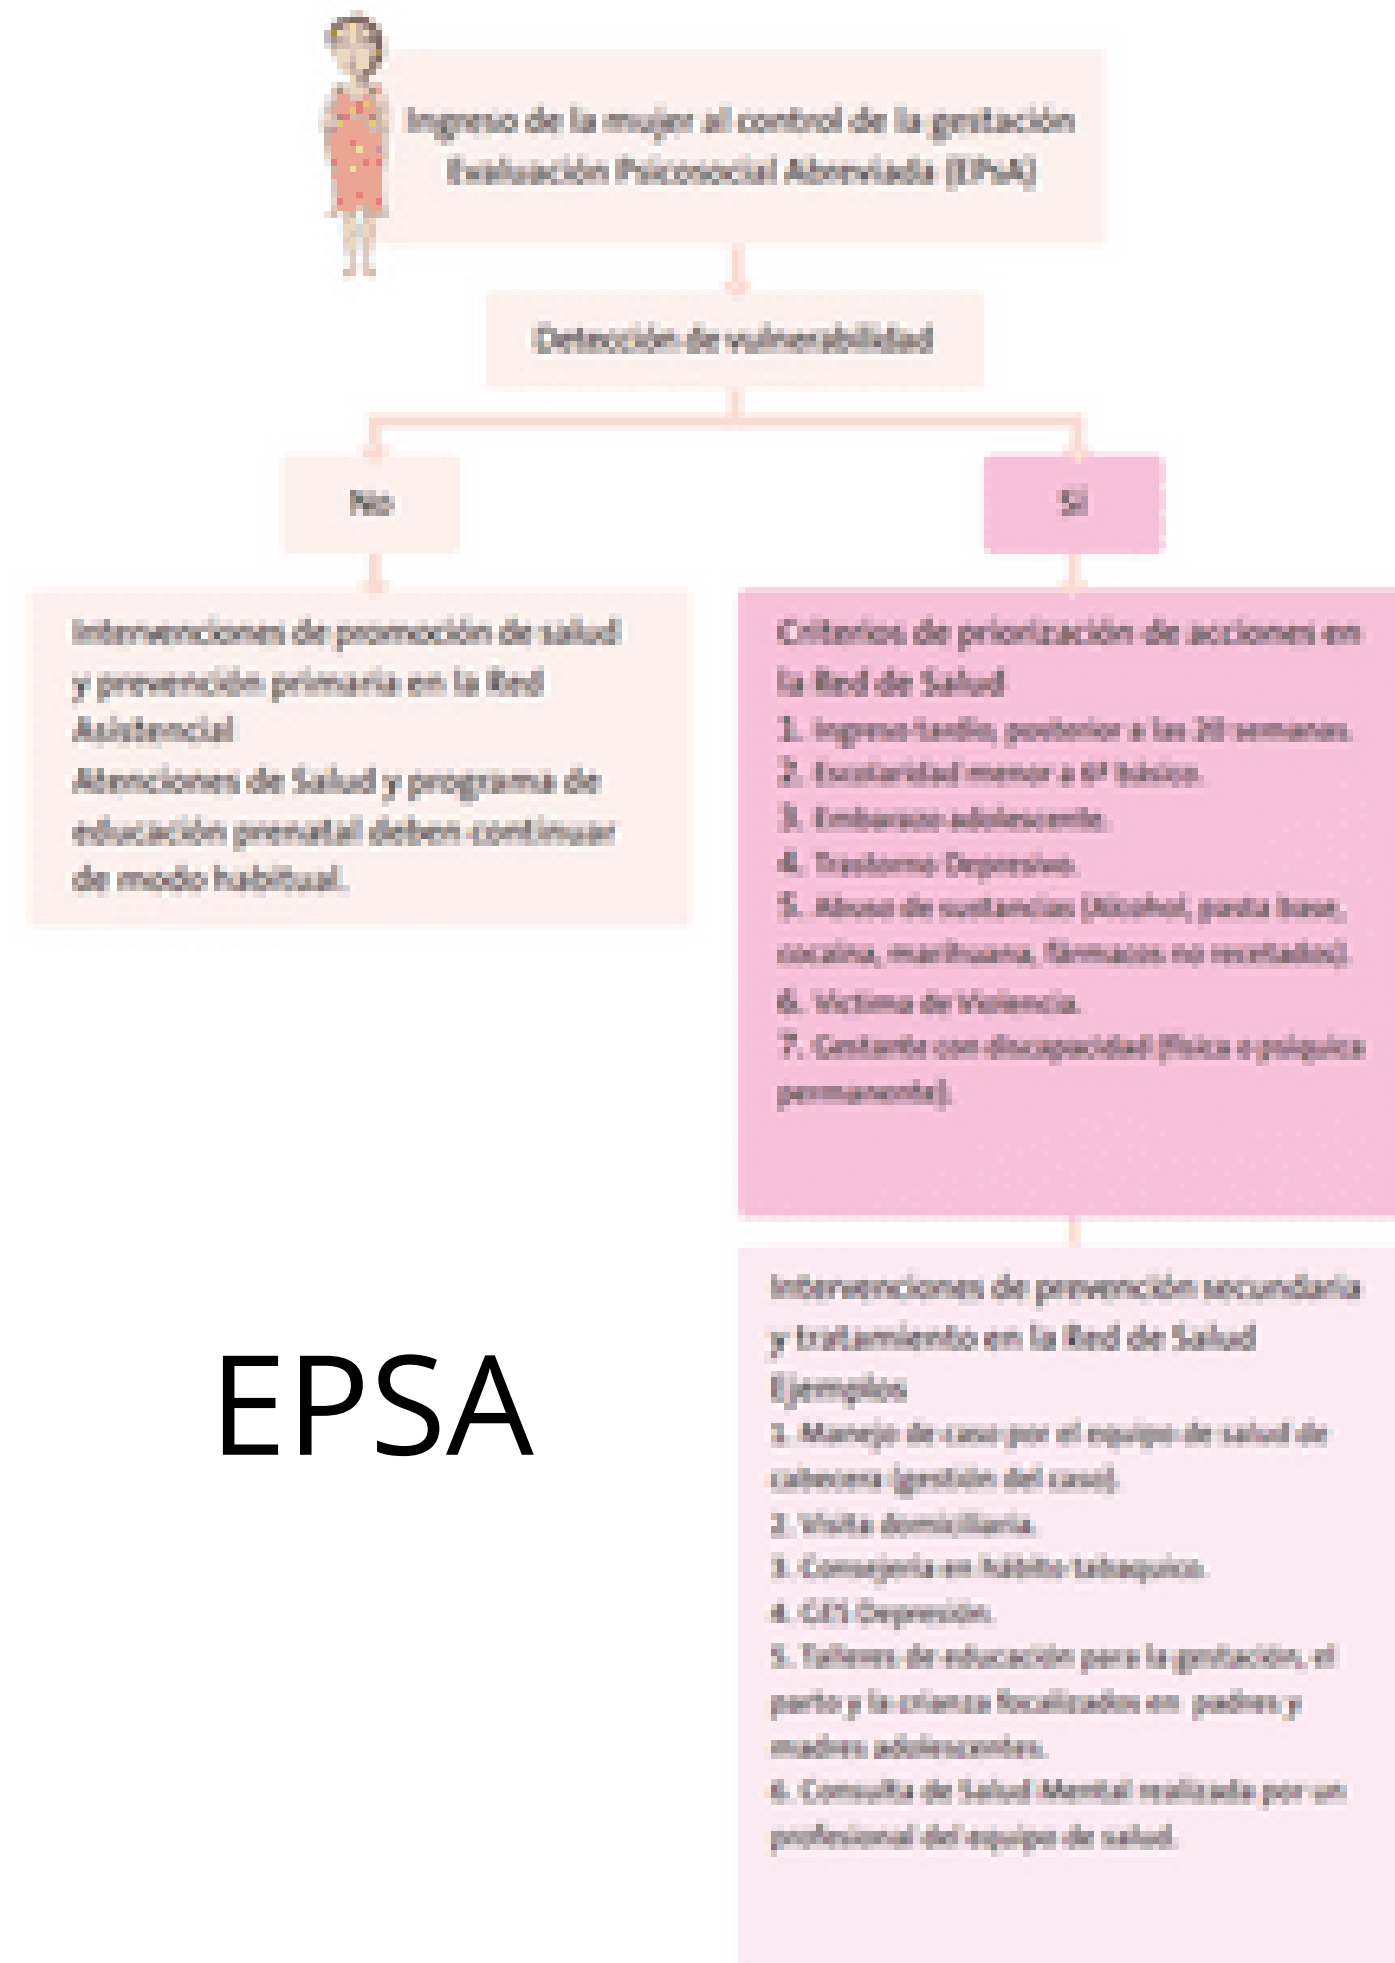 Ingreso de la mujer al control de la gestación
Evaluación Psicosocial Abreviada (EPsA)
Detección de vulnerabilidad
No
Sí
Intervenciones de promoción de salud
y prevención primaria en la Red
Asistencial
Atenciones de Salud y programa de
educación prenatal deben continuar
de modo habitual.
Criterios de priorización de acciones en
la Red de Salud
1. Ingreso tardío, posterior a las 20 semanas.
2. Escolaridad menor a 6º básico.
3. Embarazo adolescente.
4. Trastorno Depresivo.
5. Abuso de sustancias (Alcohol, pasta base,
cocaína, marihuana, fármacos no recetados).
6. Víctima de Violencia.
7. Gestante con discapacidad (física o psíquica
permanente).
Intervenciones de prevención secundaria
y tratamiento en la Red de Salud
Ejemplos
1. Manejo de caso por el equipo de salud de
cabecera (gestión del caso).
2. Visita domiciliaria.
3. Consejería en hábito tabaquico.
4. GES Depresión.
5. Talleres de educación para la gestación, el
parto y la crianza focalizados en padres y
madres adolescentes.
6. Consulta de Salud Mental realizada por un
profesional del equipo de salud.
EPSA